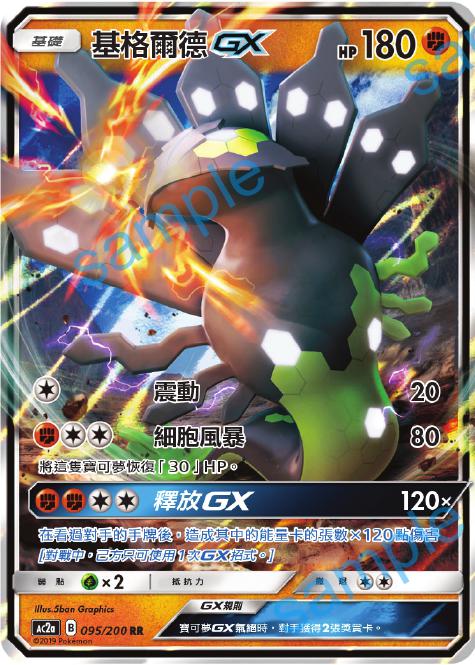 基礎 基格爾德GX HP 180
sample
sample
sample
震動 20
細胞風暴 80
將這隻寶可夢恢復「30」HP。
釋放GX 120×
在看過對手的手牌後，造成其中的能量卡的張數×120點傷害。
[對戰中，己方只可使用1次GX招式。]
弱點 ×2 抵抗力 撤退
Illus.5ban Graphics
GX規則
AC2a B 095/200 RR 寶可夢GX氣絕時，對手獲得2張獎賞卡。
©2019 Pokémon